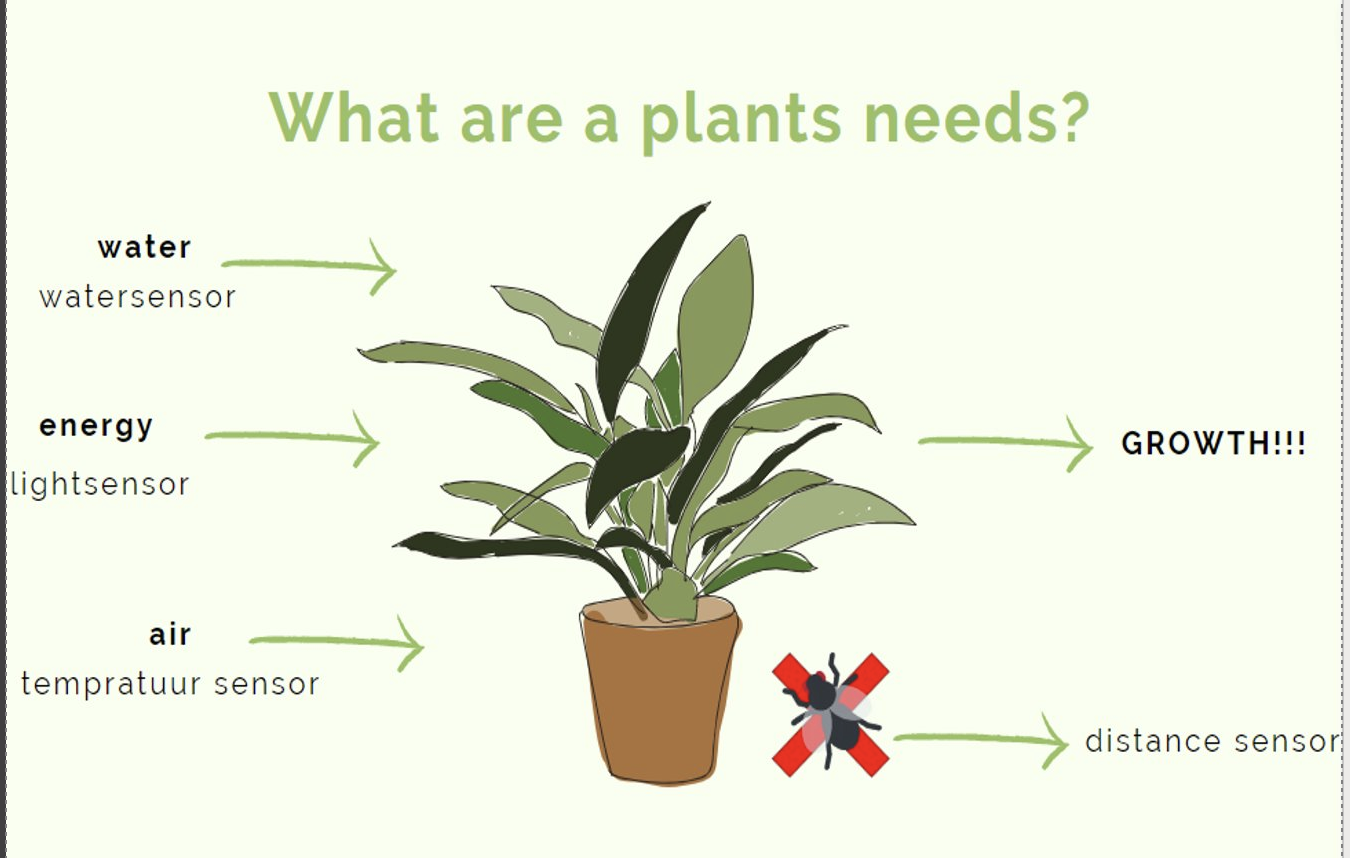 What are a plants needs?
water
watersensor
energy
lightsensor
GROWTH!!!
air
tempratuur sensor
distance sensor